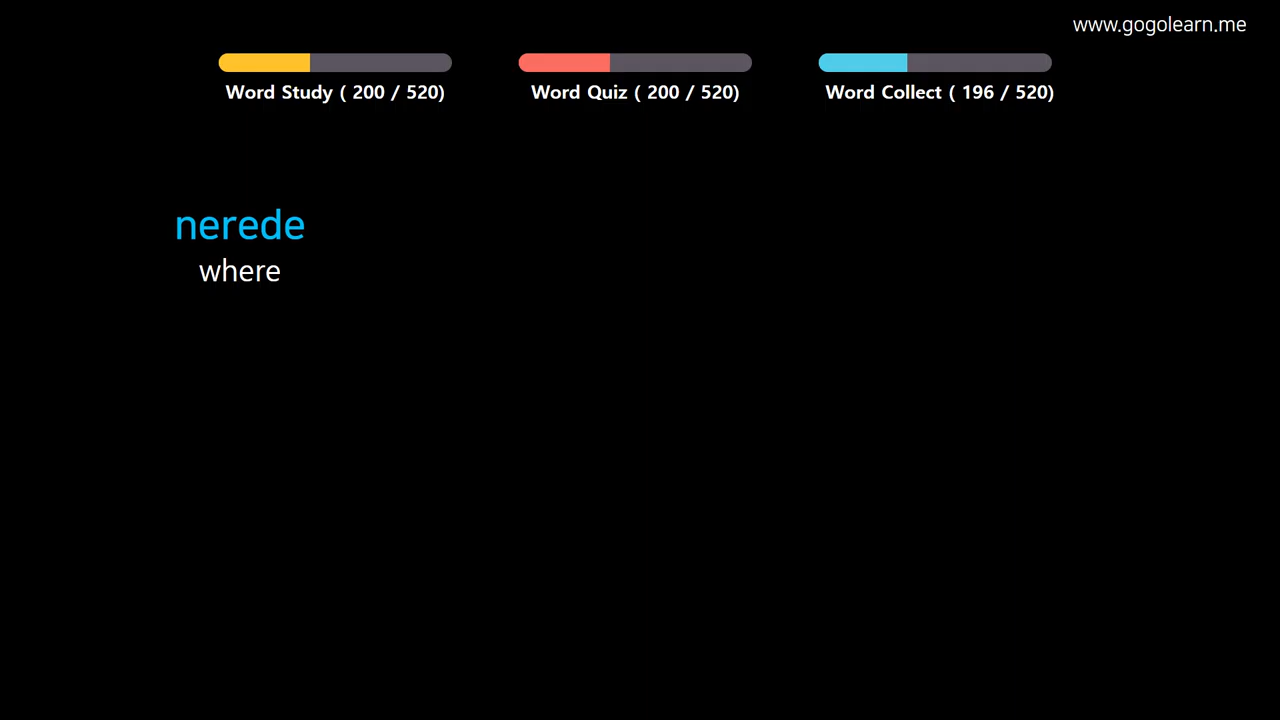 www.gogolearn.me
Word Study ( 200 / 520)
Word Quiz ( 200 / 520)
Word Collect ( 196 / 520)
nerede
where